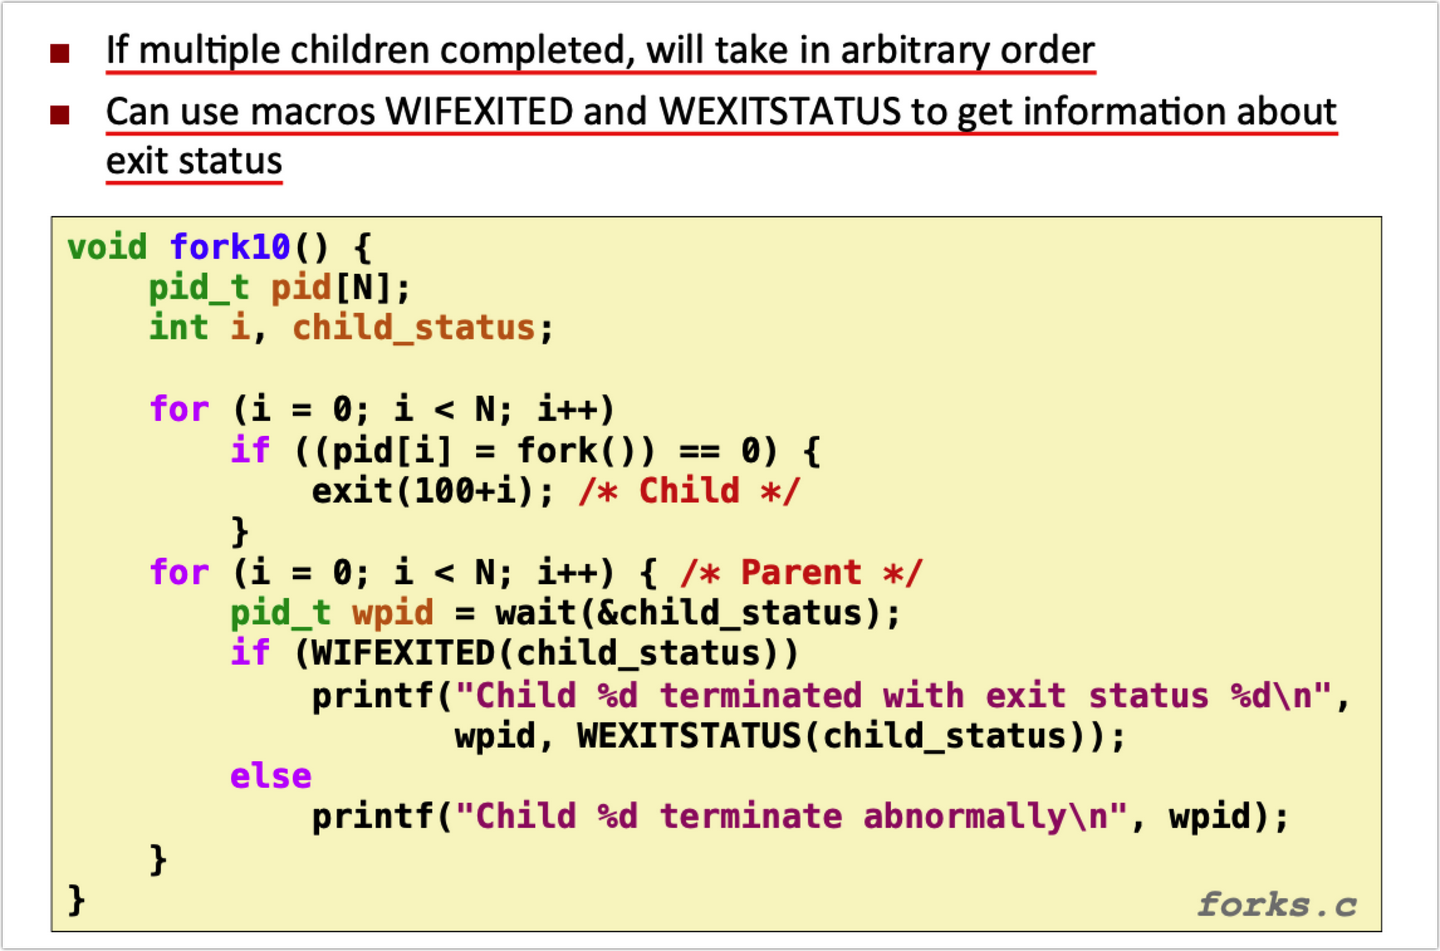 If multiple children completed, will take in arbitrary order
Can use macros WIFEXITED and WEXITSTATUS to get information about
exit status
void fork10() {
    pid_t pid[N];
    int i, child_status;

    for (i = 0; i < N; i++)
        if ((pid[i] = fork()) == 0) {
            exit(100+i); /* Child */
        }
    for (i = 0; i < N; i++) { /* Parent */
        pid_t wpid = wait(&child_status);
        if (WIFEXITED(child_status))
            printf("Child %d terminated with exit status %d\n",
                   wpid, WEXITSTATUS(child_status));
        else
            printf("Child %d terminate abnormally\n", wpid);
    }
}
forks.c